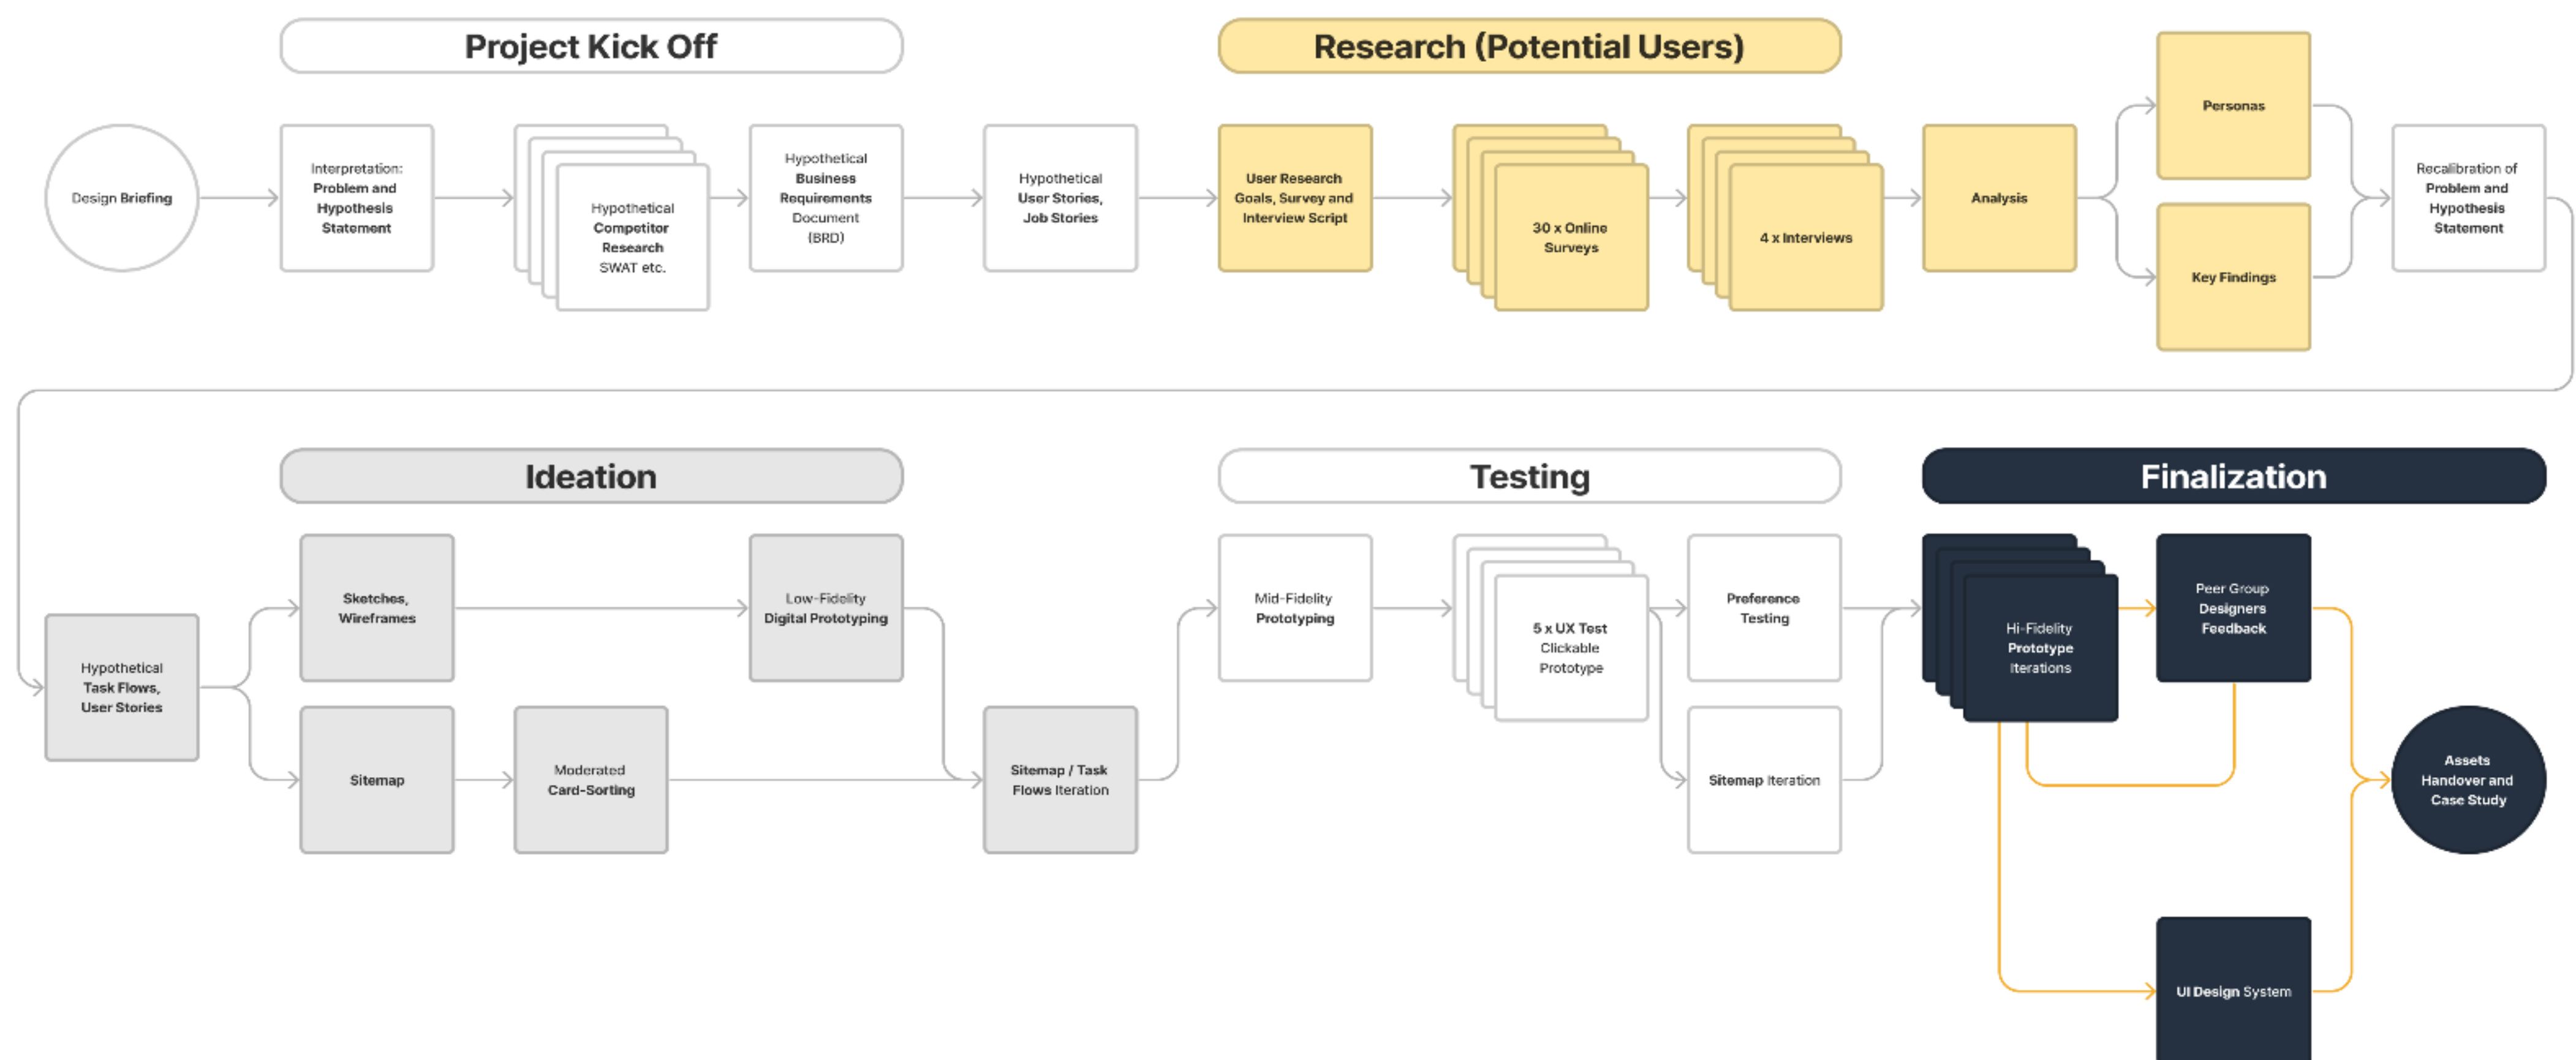 Project Kick Off
Research (Potential Users)
Design Briefing
Interpretation:
Problem and
Hypothesis
Statement
Hypothetical
Competitor
Research
SWAT etc.
Hypothetical
Business
Requirements
Document
(BRD)
Hypothetical
User Stories,
Job Stories
User Research
Goals, Survey and
Interview Script
30 x Online
Surveys
4 x Interviews
Analysis
Personas
Key Findings
Recalibration of
Problem and
Hypothesis
Statement
Ideation
Testing
Finalization
Hypothetical
Task Flows,
User Stories
Sketches,
Wireframes
Sitemap
Moderated
Card-Sorting
Low-Fidelity
Digital Prototyping
Sitemap / Task
Flows Iteration
Mid-Fidelity
Prototyping
5 x UX Test
Clickable
Prototype
Preference
Testing
Sitemap Iteration
Hi-Fidelity
Prototype
Iterations
Peer Group
Designers
Feedback
UI Design System
Assets
Handover and
Case Study